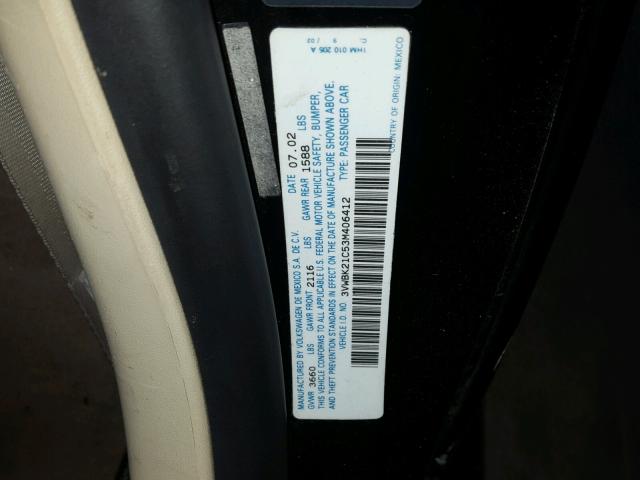 MANUFACTURED BY VOLKSWAGEN DE MEXICO S.A. DE C.V. DATE 07.02
GVWR 3660 LBS GAWR FRONT 2116 LBS GAWR REAR 1588 LBS
THIS VEHICLE CONFORMS TO ALL APPLICABLE U.S. FEDERAL MOTOR VEHICLE SAFETY, BUMPER,
AND THEFT PREVENTION STANDARDS IN EFFECT ON THE DATE OF MANUFACTURE SHOWN ABOVE.
VEHICLE I.D. NO 3VWBK21C53M406412 TYPE: PASSENGER CAR
COUNTRY OF ORIGIN: MEXICO
1HM 010 205 A
D. 9 / 02